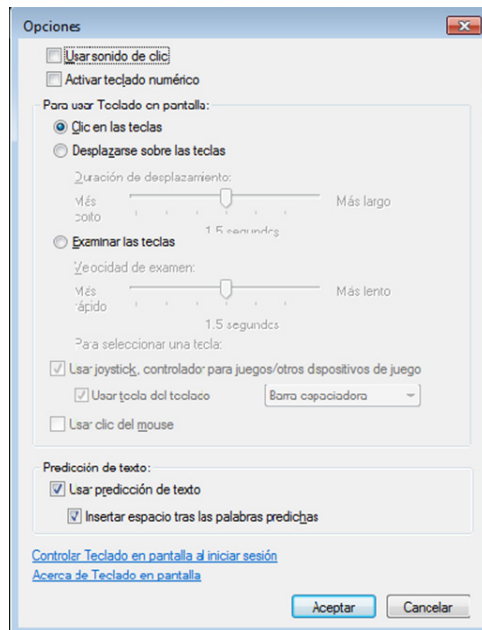 Opciones
Usar sonido de clic
Activar teclado numérico
Para usar Teclado en pantalla:
Clic en las teclas
Desplazarse sobre las teclas
Duración de desplazamiento:
Más corto
Más largo
1.5 segundos
Examinar las teclas
Velocidad de examen:
Más rápido
Más lento
1.5 segundos
Para seleccionar una tecla:
Usar joystick, controlador para juegos/otros dispositivos de juego
Usar tecla del teclado
Barra espaciadora
Usar clic del mouse
Predicción de texto:
Usar predicción de texto
Insertar espacio tras las palabras predichas
Controlar Teclado en pantalla al iniciar sesión
Acerca de Teclado en pantalla
Aceptar
Cancelar